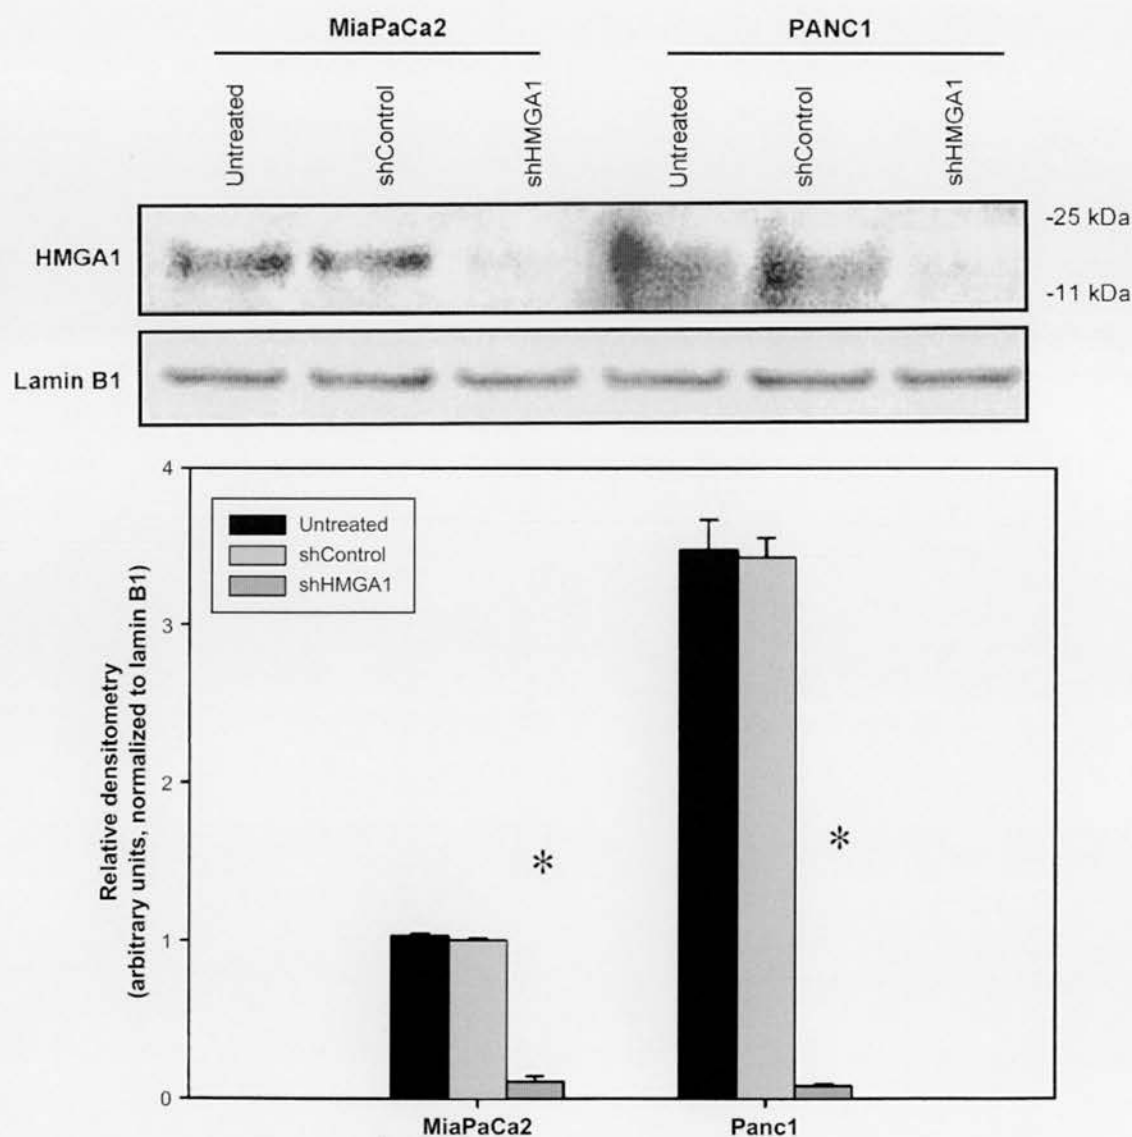 MiaPaCa2 PANC1
Untreated shControl shHMGA1 Untreated shControl shHMGA1
-25 kDa
HMGA1
-11 kDa
Lamin B1
4
Untreated
shControl
shHMGA1
3
Relative densitometry
(arbitrary units, normalized to lamin B1)
2
*
*
1
0
MiaPaCa2 Panc1